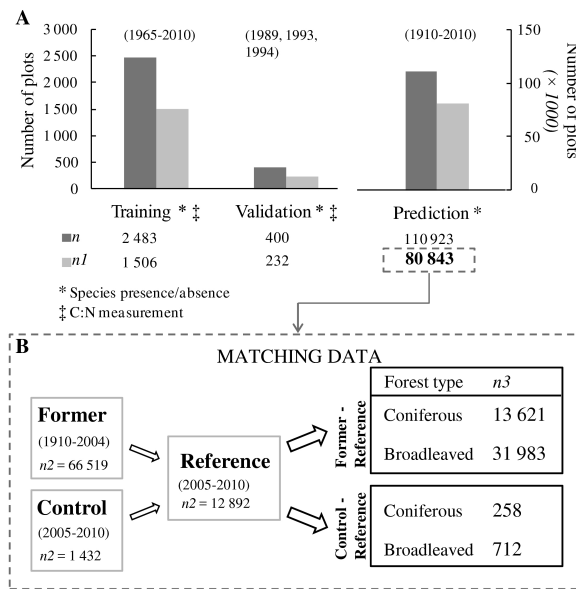 A
3 000
2 500
2 000
1 500
1 000
500
0
Number of plots
(1965-2010)
(1989, 1993,
1994)
(1910-2010)
150
100
50
0
Number of plots
(× 1000)
Training * ‡
Validation * ‡
Prediction *
n
2 483
400
110 923
n1
1 506
232
80 843
* Species presence/absence
‡ C:N measurement
B
MATCHING DATA
Former
(1910-2004)
n2 = 66 519
Control
(2005-2010)
n2 = 1 432
Reference
(2005-2010)
n2 = 12 892
Former -
Reference
Forest type n3
Coniferous 13 621
Broadleaved 31 983
Control -
Reference
Coniferous 258
Broadleaved 712